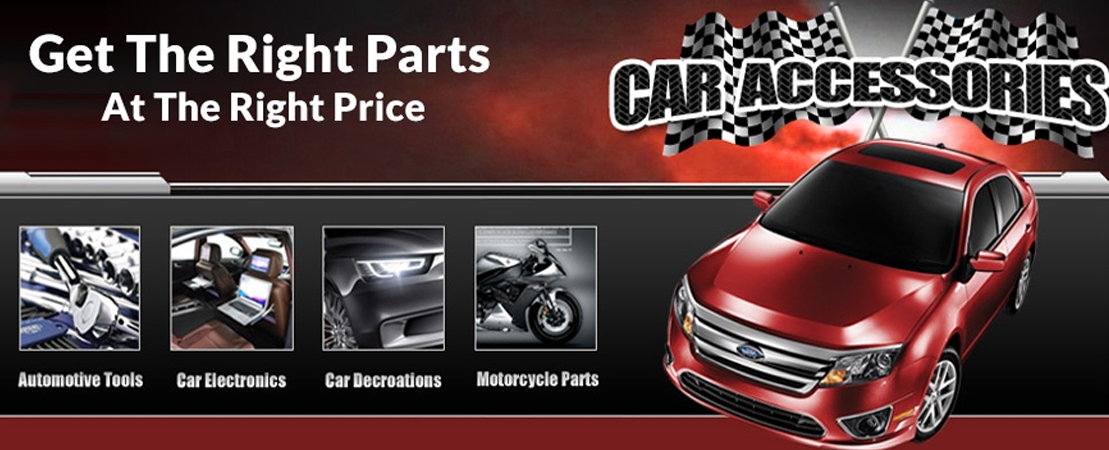 Get The Right Parts
At The Right Price
CAR ACCESSORIES
Automotive Tools
Car Electronics
Car Decroations
Motorcycle Parts